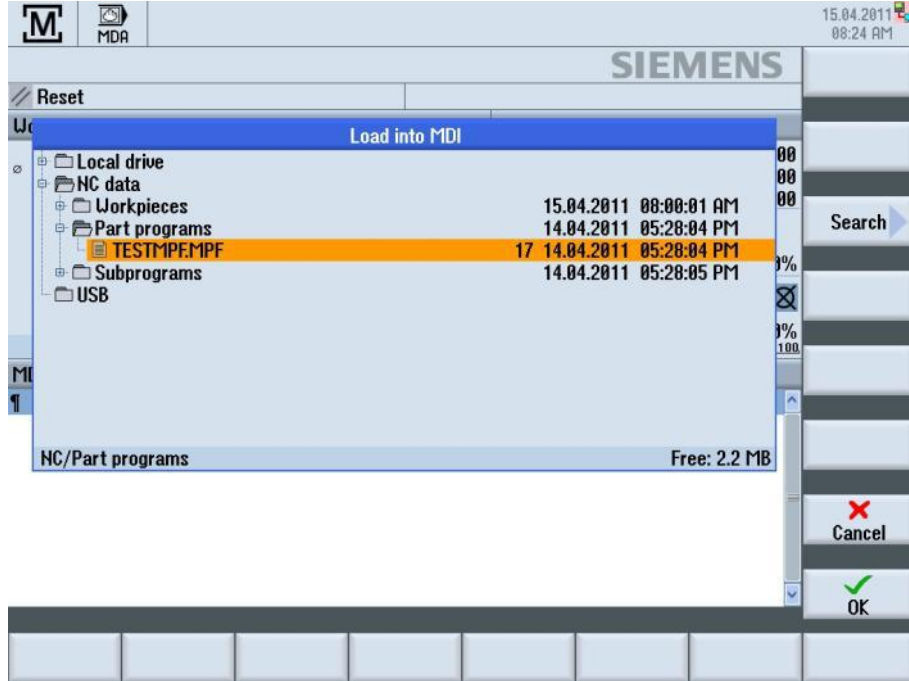 M
MDA
15.04.2011
08:24 AM
SIEMENS
// Reset
Load into MDI
Local drive
NC data
Workpieces 15.04.2011 08:00:01 AM
Part programs 14.04.2011 05:28:04 PM
TESTMPF.MPF 17 14.04.2011 05:28:04 PM
Subprograms 14.04.2011 05:28:05 PM
USB
NC/Part programs Free: 2.2 MB
¶
Search
Cancel
OK